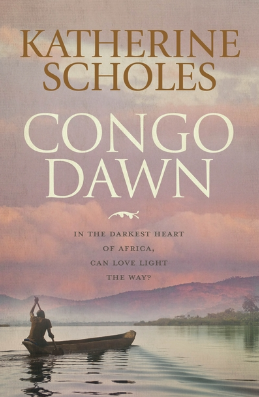 KATHERINE
SCHOLES
CONGO
DAWN
IN THE DARKEST HEART
OF AFRICA,
CAN LOVE LIGHT
THE WAY?